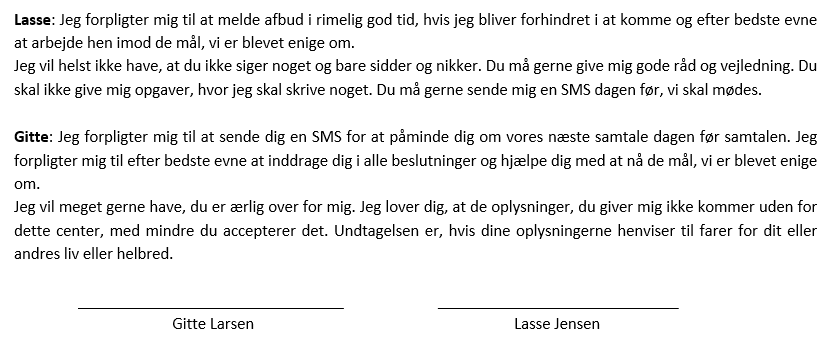 Lasse: Jeg forpligter mig til at melde afbud i rimelig god tid, hvis jeg bliver forhindret i at komme og efter bedste evne
at arbejde hen imod de mål, vi er blevet enige om.
Jeg vil helst ikke have, at du ikke siger noget og bare sidder og nikker. Du må gerne give mig gode råd og vejledning. Du
skal ikke give mig opgaver, hvor jeg skal skrive noget. Du må gerne sende mig en SMS dagen før, vi skal mødes.
Gitte: Jeg forpligter mig til at sende dig en SMS for at påminde dig om vores næste samtale dagen før samtalen. Jeg
forpligter mig til efter bedste evne at inddrage dig i alle beslutninger og hjælpe dig med at nå de mål, vi er blevet enige
om.
Jeg vil meget gerne have, du er ærlig over for mig. Jeg lover dig, at de oplysninger, du giver mig ikke kommer uden for
dette center, med mindre du accepterer det. Undtagelsen er, hvis dine oplysningerne henviser til farer for dit eller
andres liv eller helbred.
Gitte Larsen
Lasse Jensen